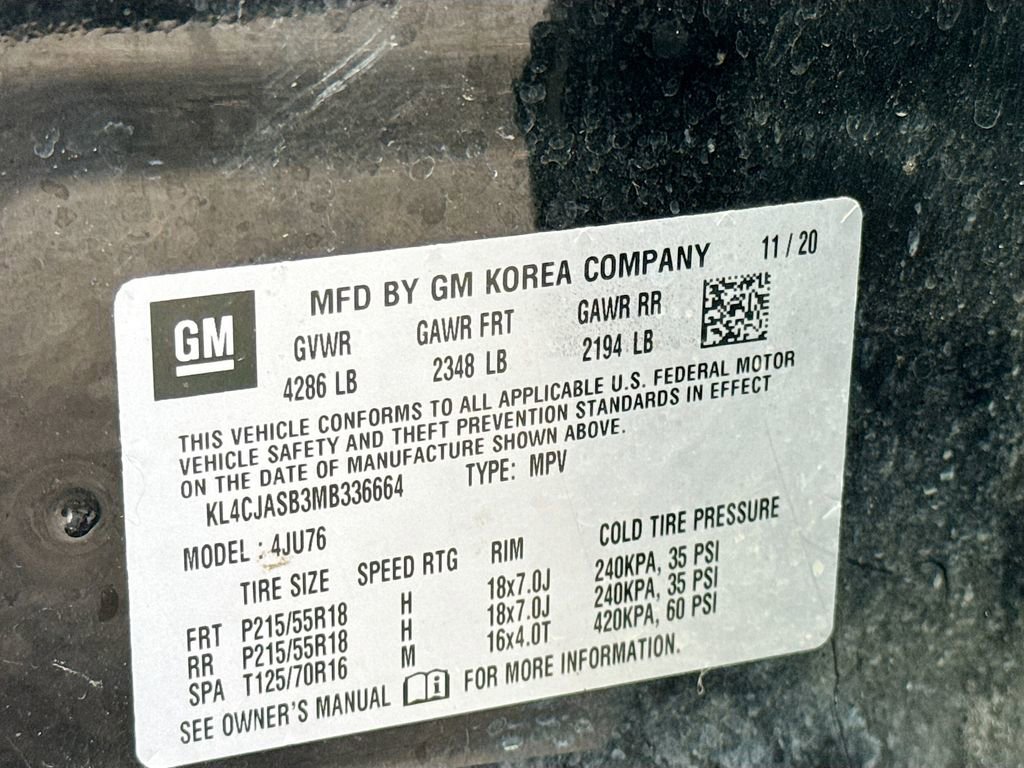 GM
MFD BY GM KOREA COMPANY 11 / 20
GVWR GAWR FRT GAWR RR
4286 LB 2348 LB 2194 LB
THIS VEHICLE CONFORMS TO ALL APPLICABLE U.S. FEDERAL MOTOR
VEHICLE SAFETY AND THEFT PREVENTION STANDARDS IN EFFECT
ON THE DATE OF MANUFACTURE SHOWN ABOVE.
KL4CJASB3MB336664 TYPE: MPV
MODEL : 4JU76
TIRE SIZE SPEED RTG RIM COLD TIRE PRESSURE
FRT P215/55R18 H 18x7.0J 240KPA, 35 PSI
RR P215/55R18 H 18x7.0J 240KPA, 35 PSI
SPA T125/70R16 M 16x4.0T 420KPA, 60 PSI
SEE OWNER'S MANUAL FOR MORE INFORMATION.